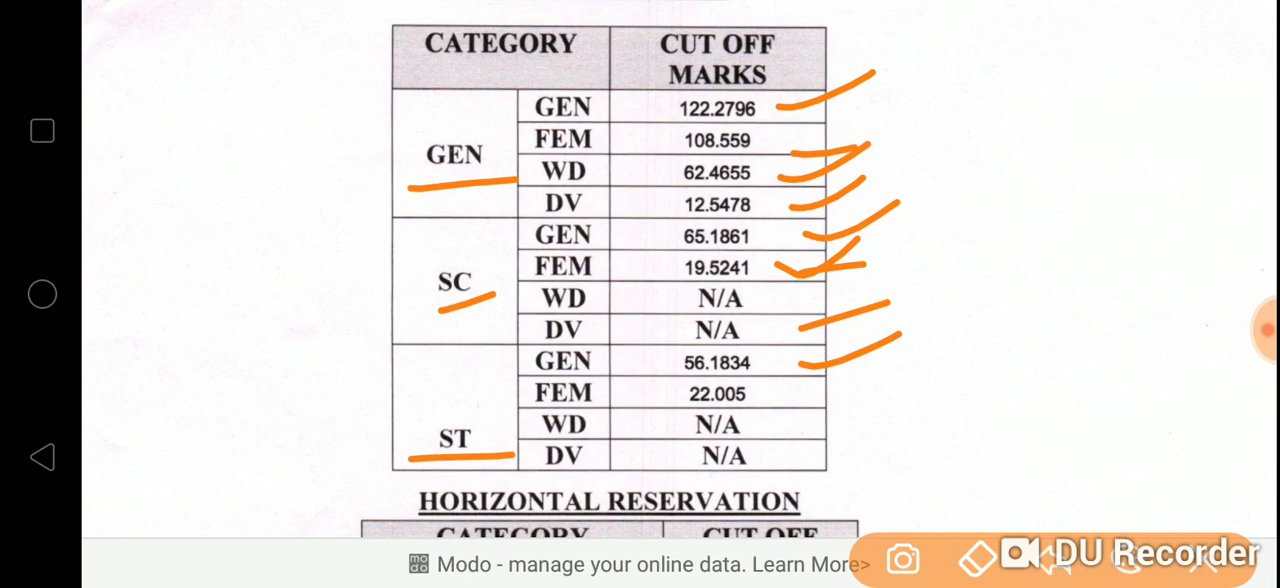 CATEGORY CUT OFF
MARKS
GEN GEN 122.2796
FEM 108.559
WD 62.4655
DV 12.5478
SC GEN 65.1861
FEM 19.5241
WD N/A
DV N/A
ST GEN 56.1834
FEM 22.005
WD N/A
DV N/A
HORIZONTAL RESERVATION
CATEGORY CUT OFF
modo Modo - manage your online data. Learn More>
DU Recorder